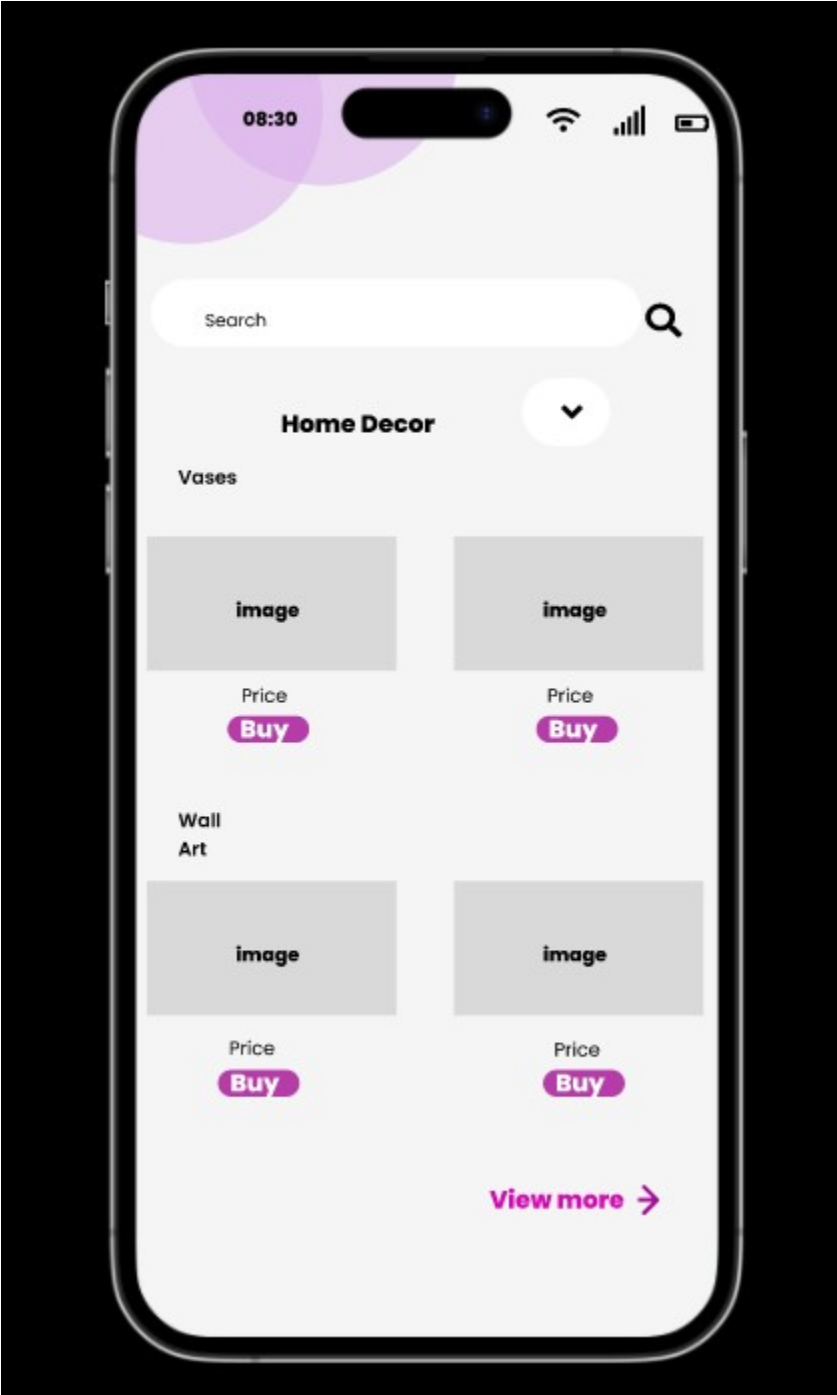 08:30
Search
Home Decor
Vases
image
image
Price
Price
Buy
Buy
Wall
Art
image
image
Price
Price
Buy
Buy
View more